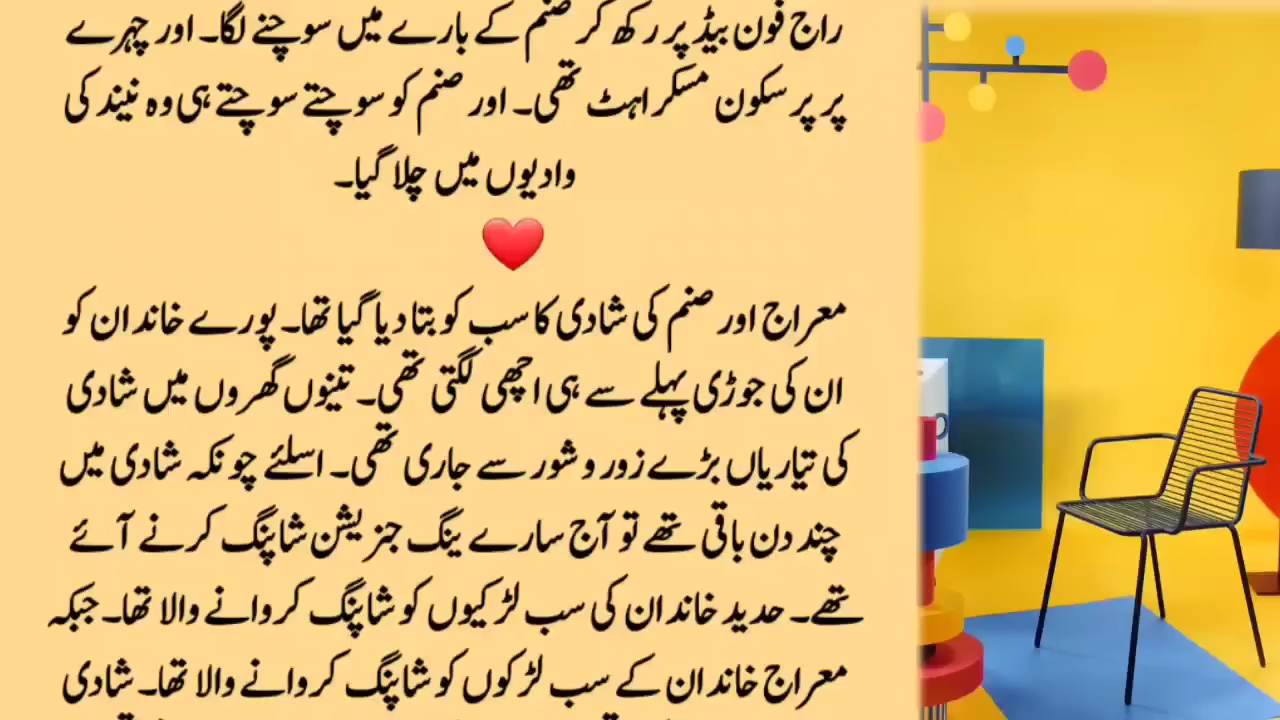 راج فون بیڈ پر رکھ کر صنم کے بارے میں سوچنے لگا۔ اور چہرے
پر پر سکون مسکراہٹ تھی۔ اور صنم کو سوچتے سوچتے ہی وہ نیند کی
وادیوں میں چلا گیا۔
❤️
معراج اور صنم کی شادی کا سب کو بتا دیا گیا تھا۔ پورے خاندان کو
ان کی جوڑی پہلے سے ہی اچھی لگتی تھی۔ تینوں گھروں میں شادی
کی تیاریاں بڑے زور و شور سے جاری تھی۔ اسلئے چونکہ شادی میں
چند دن باقی تھے تو آج سارے ینگ جنریشن شاپنگ کرنے آئے
تھے۔ حدید خاندان کی سب لڑکیوں کو شاپنگ کروانے والا تھا۔ جبکہ
معراج خاندان کے سب لڑکوں کو شاپنگ کروانے والا تھا۔ شادی